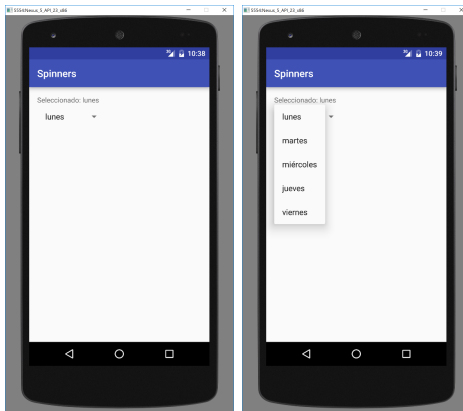 5554:Nexus_5_API_23_x86
10:38
Spinners
Seleccionado: lunes
lunes
5554:Nexus_5_API_23_x86
10:39
Spinners
Seleccionado: lunes
lunes
martes
miércoles
jueves
viernes